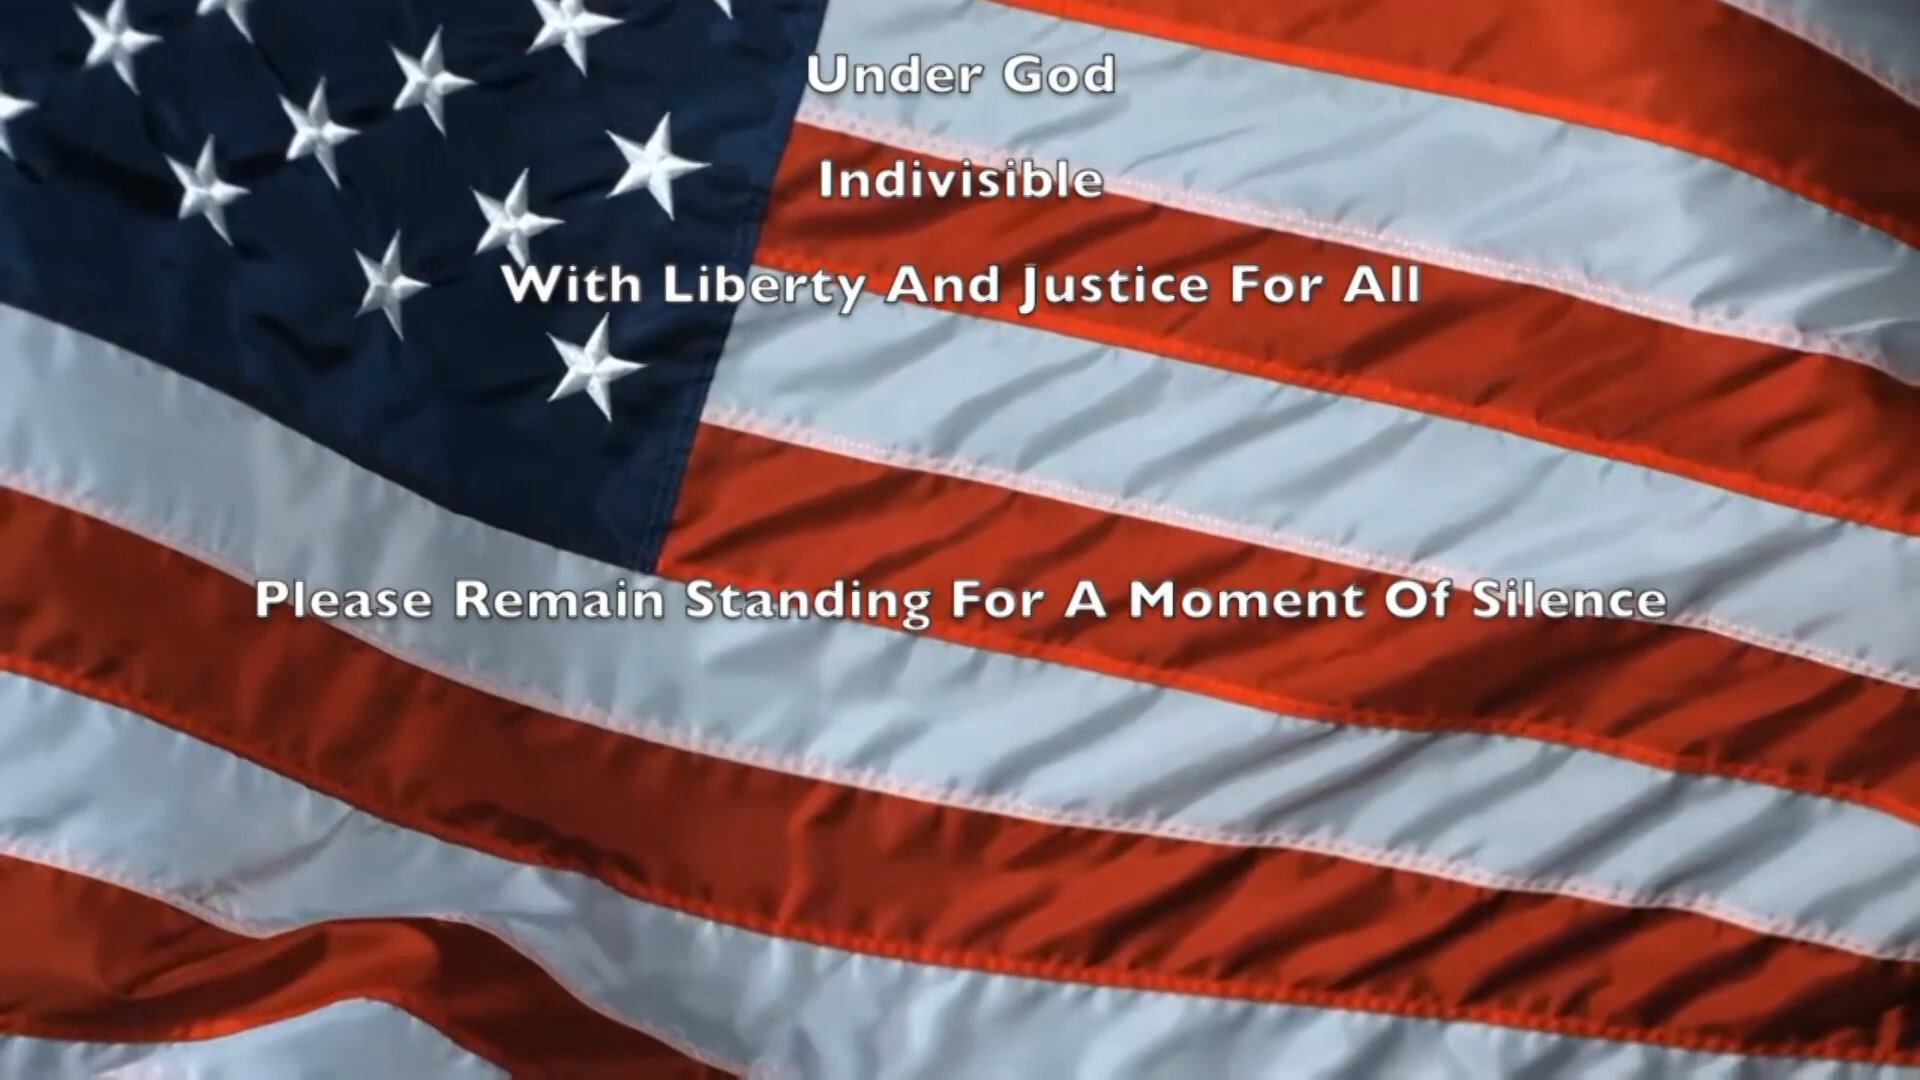 Under God
Indivisible
With Liberty And Justice For All
Please Remain Standing For A Moment Of Silence